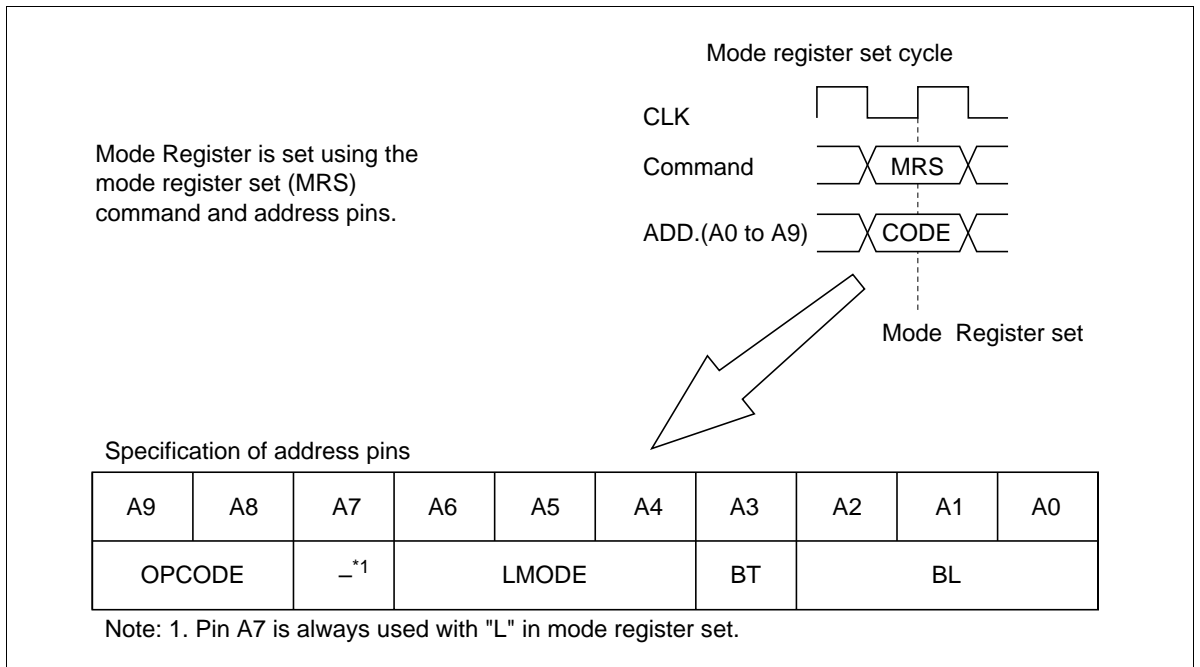 Mode register set cycle
CLK
Mode Register is set using the
mode register set (MRS)
command and address pins.
Command MRS
ADD.(A0 to A9) CODE
Mode Register set
Specification of address pins
A9 A8 A7 A6 A5 A4 A3 A2 A1 A0
OPCODE –*1 LMODE BT BL
Note: 1. Pin A7 is always used with "L" in mode register set.